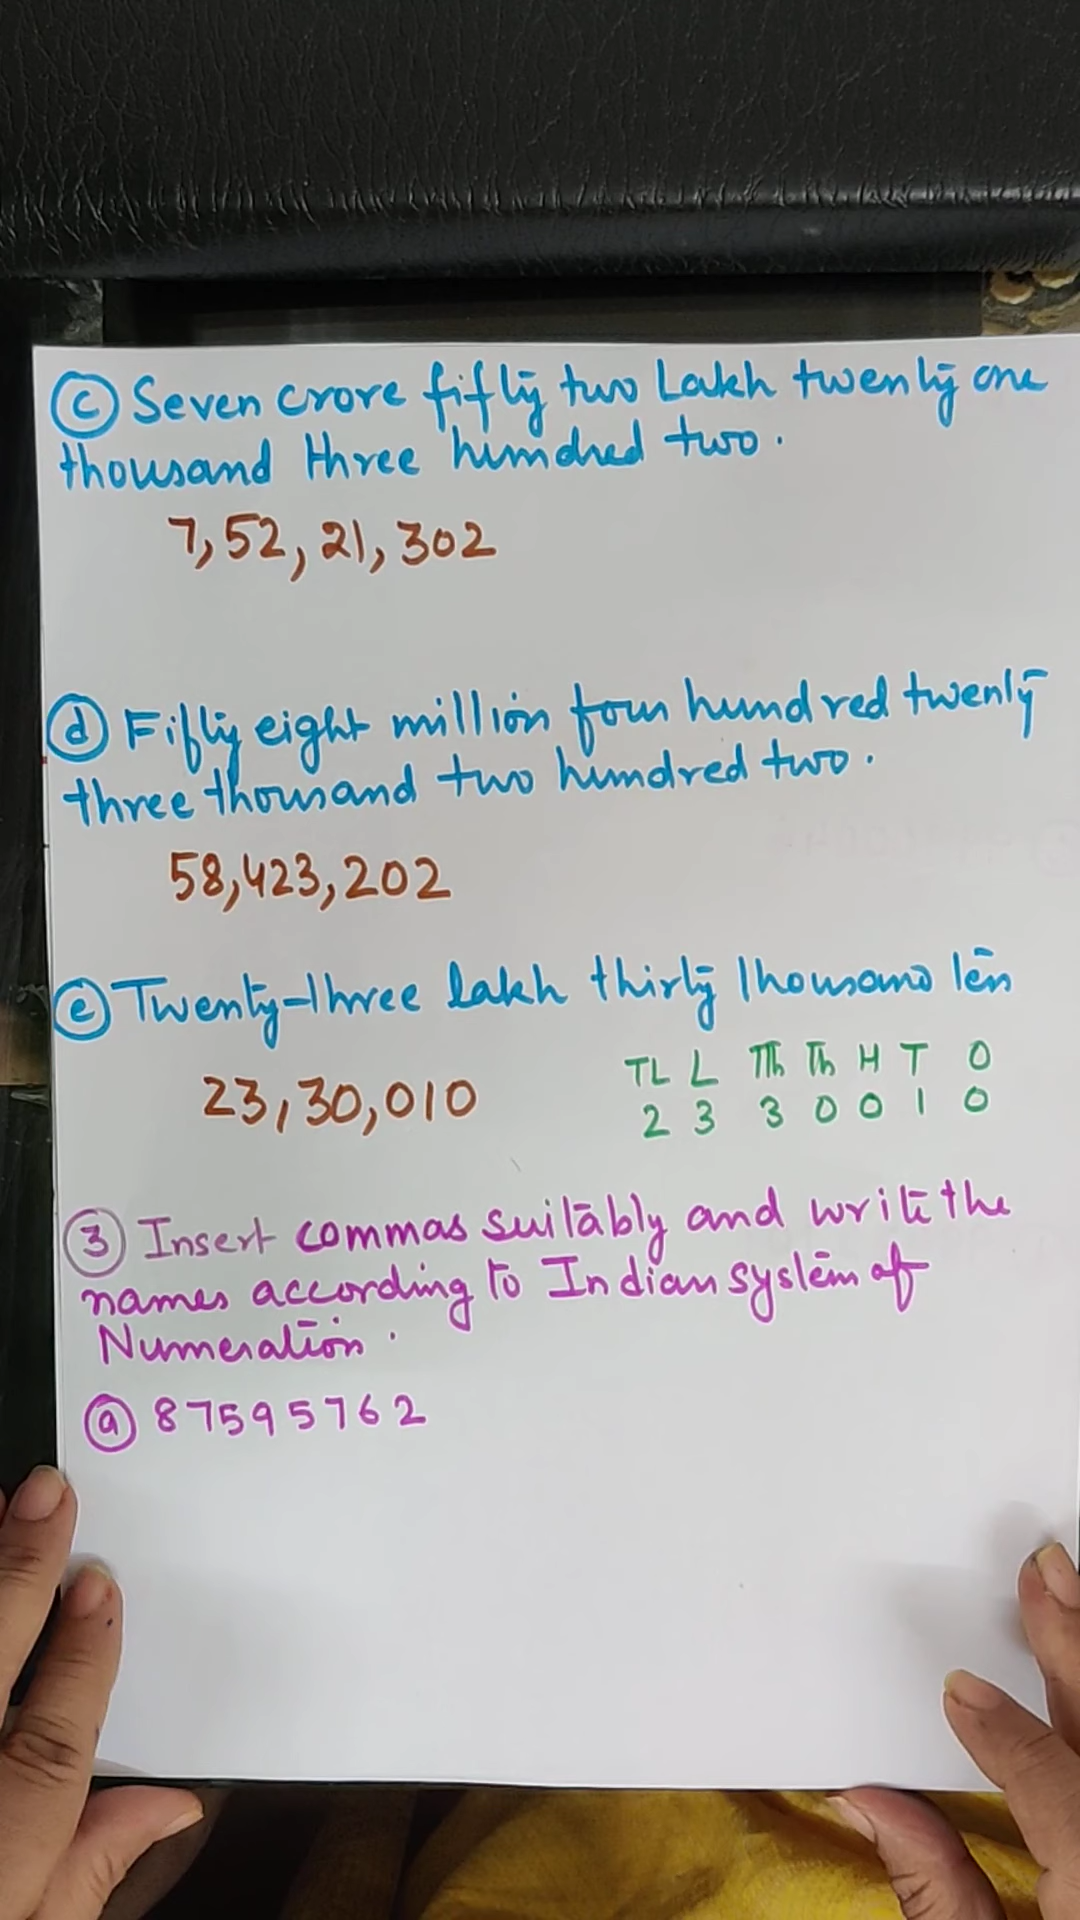 (c) Seven crore fifty two Lakh twenty one
thousand three hundred two.
7,52,21,302
(d) Fifty eight million four hundred twenty
three thousand two hundred two.
58,423,202
(e) Twenty-three lakh thirty thousand ten
TL L TTh Th H T O
23,30,010
2 3 3 0 0 1 0
(3) Insert commas suitably and write the
names according to Indian system of
Numeration.
(a) 87595762